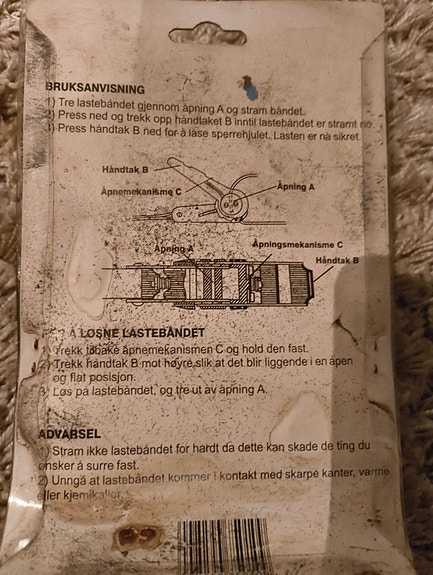 BRUKSANVISNING
1) Tre lastebåndet gjennom åpning A og stram båndet.
2) Press ned og trekk opp håndtaket B inntil lastebåndet er stramt no
3) Press håndtak B ned for å låse sperrehjulet. Lasten er nå sikret.
Håndtak B
Åpning A
Åpnemekanisme C
Åpning A
Åpningsmekanisme C
Håndtak B
Å LØSNE LASTEBÅNDET
1) Trekk tilbake åpnemekanismen C og hold den fast.
2) Trekk håndtak B mot høyre slik at det blir liggende i en åpen
og flat posisjon.
3) Løs på lastebåndet, og tre ut av åpning A.
ADVARSEL
1) Stram ikke lastebåndet for hardt da dette kan skade de ting du
ønsker å surre fast.
2) Unngå at lastebåndet kommer i kontakt med skarpe kanter, varme
eller kjemikalier.